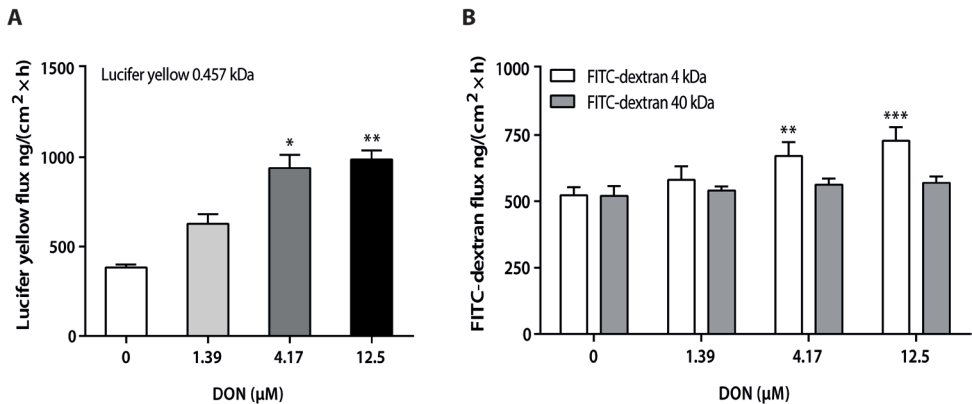 A
Lucifer yellow flux ng/(cm² × h)
1500
1000
500
0
Lucifer yellow 0.457 kDa
*
**
0 1.39 4.17 12.5
DON (µM)
B
FITC-dextran flux ng/(cm² × h)
1000
750
500
250
0
FITC-dextran 4 kDa
FITC-dextran 40 kDa
**
***
0 1.39 4.17 12.5
DON (µM)